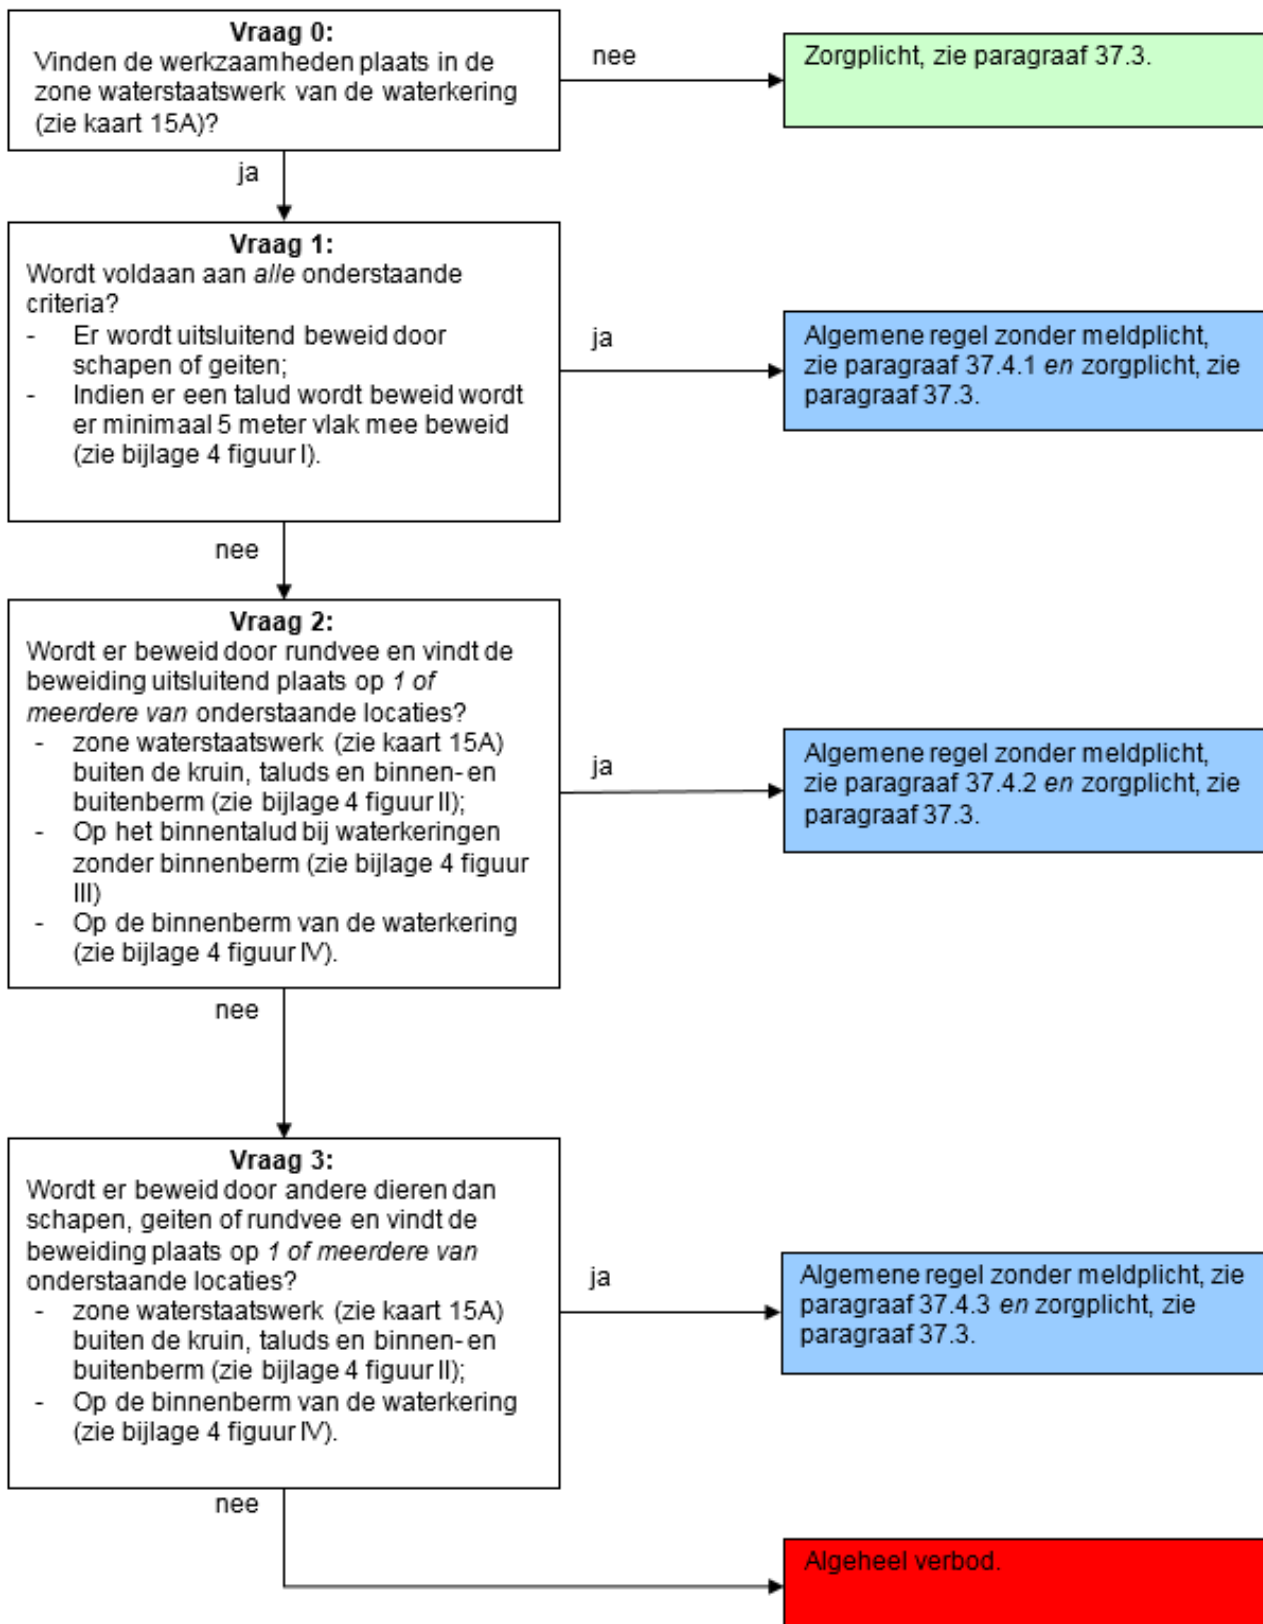 Vraag 0:
Vinden de werkzaamheden plaats in de
zone waterstaatswerk van de waterkering
(zie kaart 15A)?
nee
Zorgplicht, zie paragraaf 37.3.
ja
Vraag 1:
Wordt voldaan aan alle onderstaande
criteria?
- Er wordt uitsluitend beweid door
schapen of geiten;
- Indien er een talud wordt beweid wordt
er minimaal 5 meter vlak mee beweid
(zie bijlage 4 figuur I).
ja
Algemene regel zonder meldplicht,
zie paragraaf 37.4.1 en zorgplicht, zie
paragraaf 37.3.
nee
Vraag 2:
Wordt er beweid door rundvee en vindt de
beweiding uitsluitend plaats op 1 of
meerdere van onderstaande locaties?
- zone waterstaatswerk (zie kaart 15A)
buiten de kruin, taluds en binnen- en
buitenberm (zie bijlage 4 figuur II);
- Op het binnentalud bij waterkeringen
zonder binnenberm (zie bijlage 4 figuur
III)
- Op de binnenberm van de waterkering
(zie bijlage 4 figuur IV).
ja
Algemene regel zonder meldplicht,
zie paragraaf 37.4.2 en zorgplicht, zie
paragraaf 37.3.
nee
Vraag 3:
Wordt er beweid door andere dieren dan
schapen, geiten of rundvee en vindt de
beweiding plaats op 1 of meerdere van
onderstaande locaties?
- zone waterstaatswerk (zie kaart 15A)
buiten de kruin, taluds en binnen- en
buitenberm (zie bijlage 4 figuur II);
- Op de binnenberm van de waterkering
(zie bijlage 4 figuur IV).
ja
Algemene regel zonder meldplicht, zie
paragraaf 37.4.3 en zorgplicht, zie
paragraaf 37.3.
nee
Algeheel verbod.